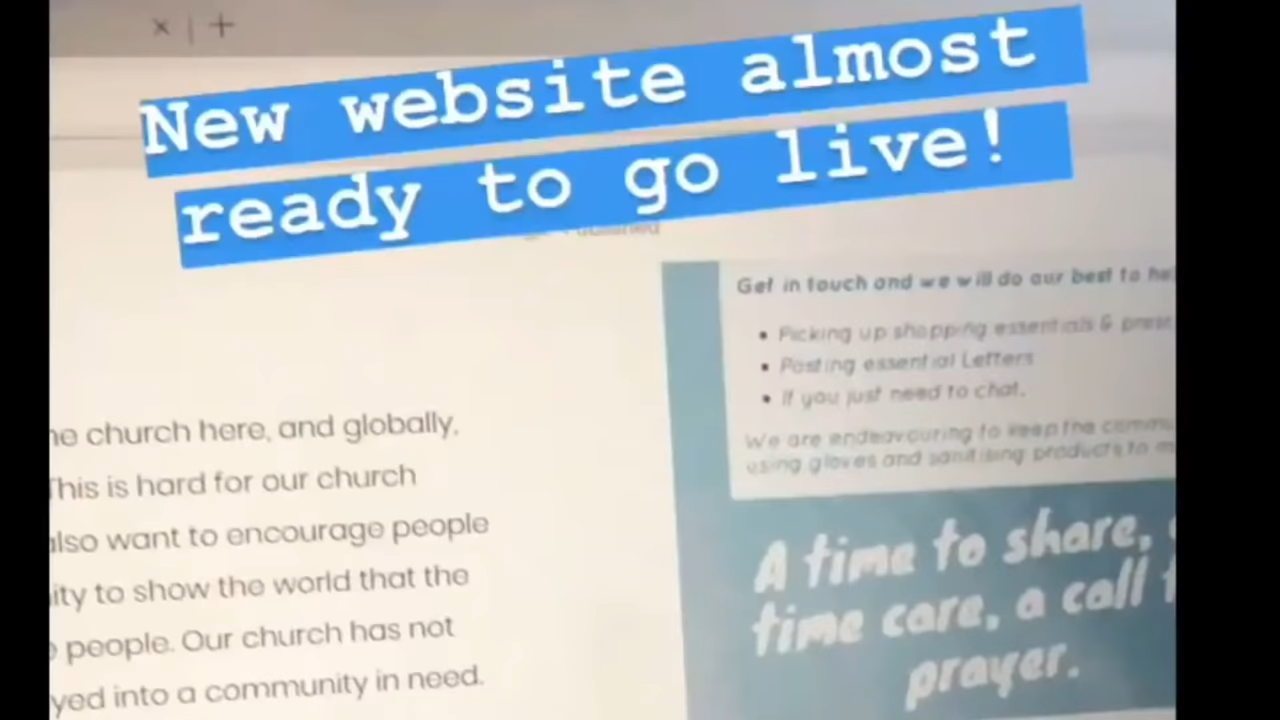 New website almost
ready to go live!
Get in touch and we will do our best to
• Picking up shopping essentials &
• Posting essential Letters
• If you just need to chat.
We are endeavouring to keep the
using gloves and sanitising products to
A time to share,
time care, a call
prayer.
church here, and globally.
This is hard for our church
also want to encourage people
to show the world that the
people. Our church has not
into a community in need.